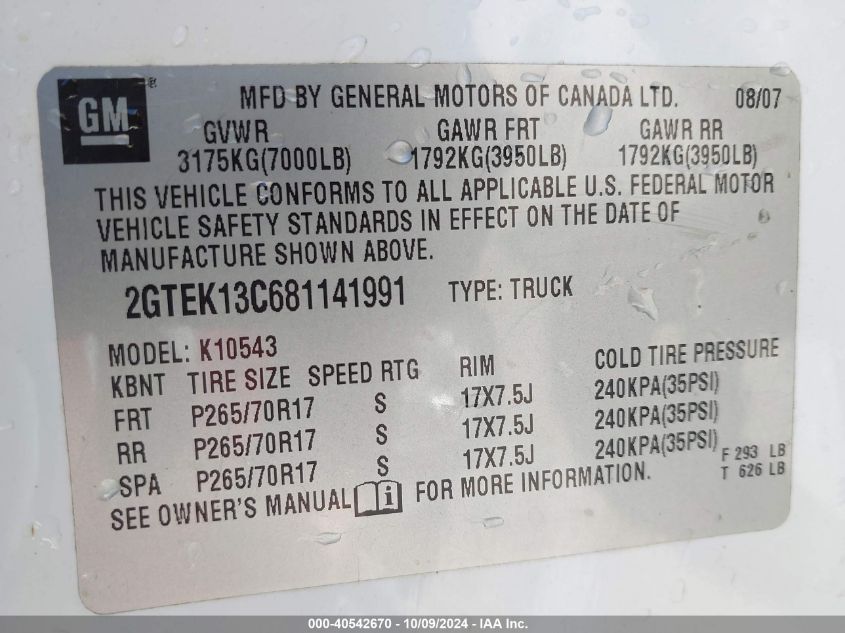 GM ®
MFD BY GENERAL MOTORS OF CANADA LTD. 08/07
GVWR GAWR FRT GAWR RR
3175KG(7000LB) 1792KG(3950LB) 1792KG(3950LB)
THIS VEHICLE CONFORMS TO ALL APPLICABLE U.S. FEDERAL MOTOR
VEHICLE SAFETY STANDARDS IN EFFECT ON THE DATE OF
MANUFACTURE SHOWN ABOVE.
2GTEK13C681141991 TYPE: TRUCK
MODEL: K10543
KBNT TIRE SIZE SPEED RTG RIM COLD TIRE PRESSURE
FRT P265/70R17 S 17X7.5J 240KPA(35PSI)
RR P265/70R17 S 17X7.5J 240KPA(35PSI)
SPA P265/70R17 S 17X7.5J 240KPA(35PSI)
F 293 LB
T 626 LB
SEE OWNER'S MANUAL i FOR MORE INFORMATION.
000-40542670 - 10/09/2024 - IAA Inc.